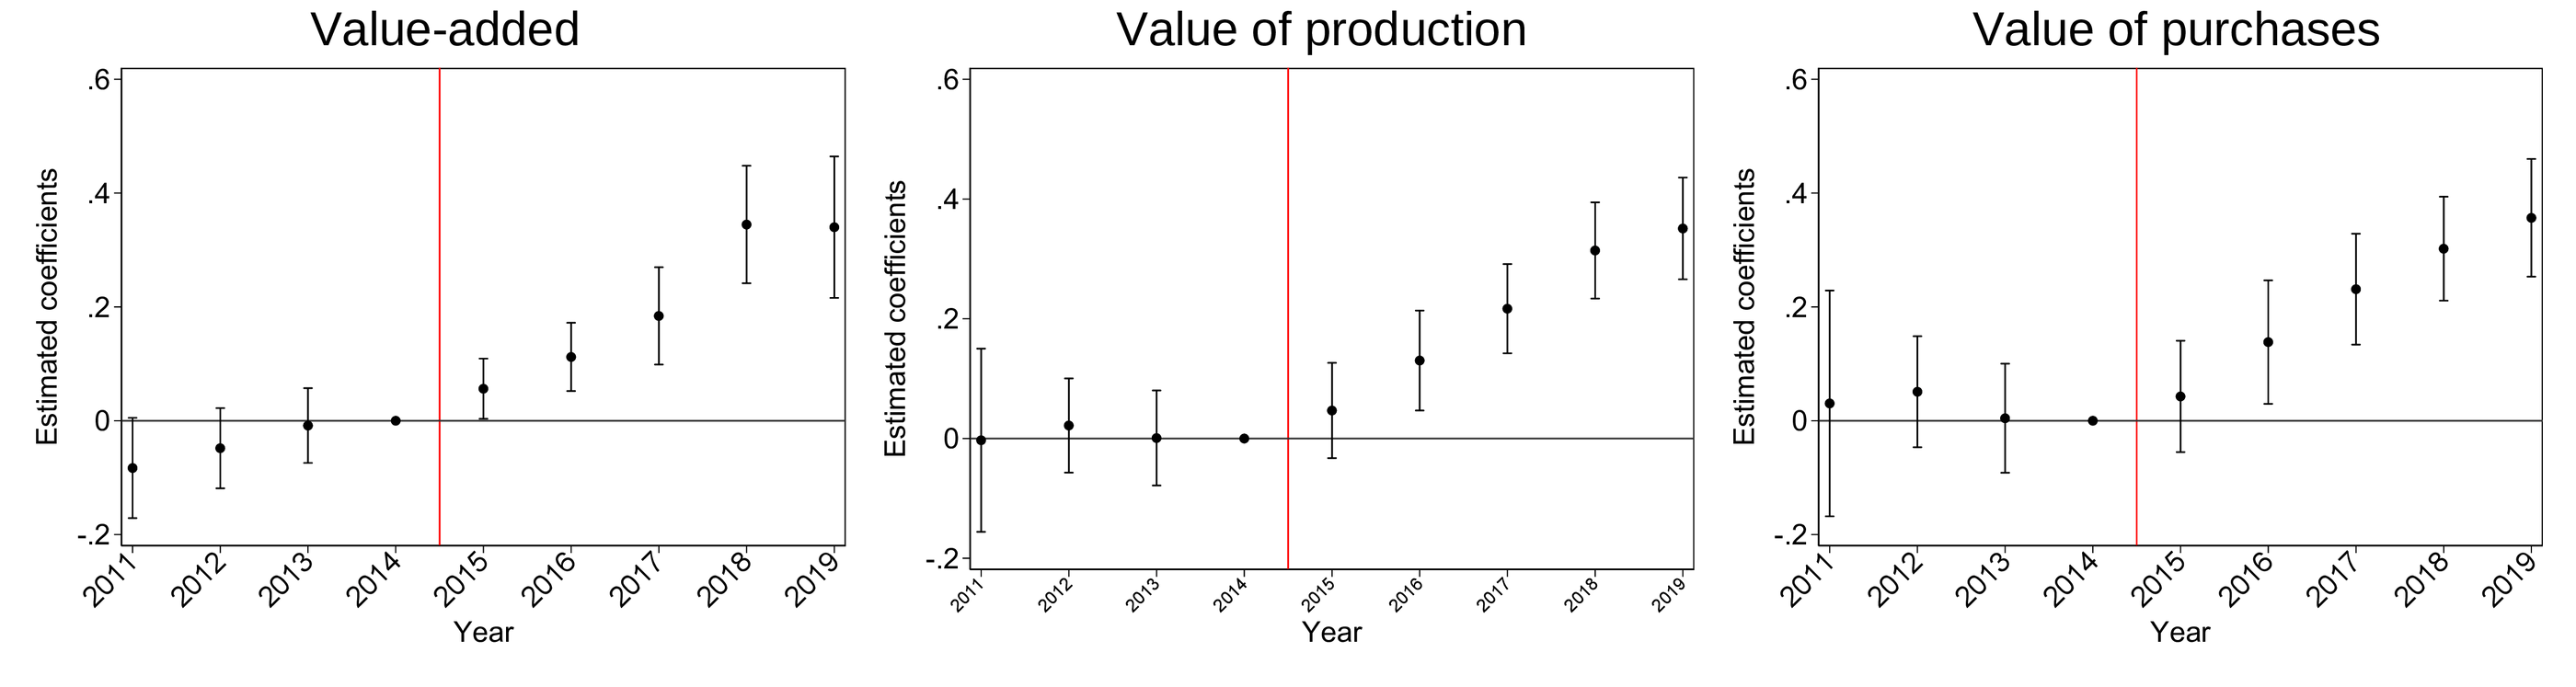 Value-added
Estimated coefficients
.6
.4
.2
0
-.2
2011 2012 2013 2014 2015 2016 2017 2018 2019
Year
Value of production
Estimated coefficients
.6
.4
.2
0
-.2
2011 2012 2013 2014 2015 2016 2017 2018 2019
Year
Value of purchases
Estimated coefficients
.6
.4
.2
0
-.2
2011 2012 2013 2014 2015 2016 2017 2018 2019
Year